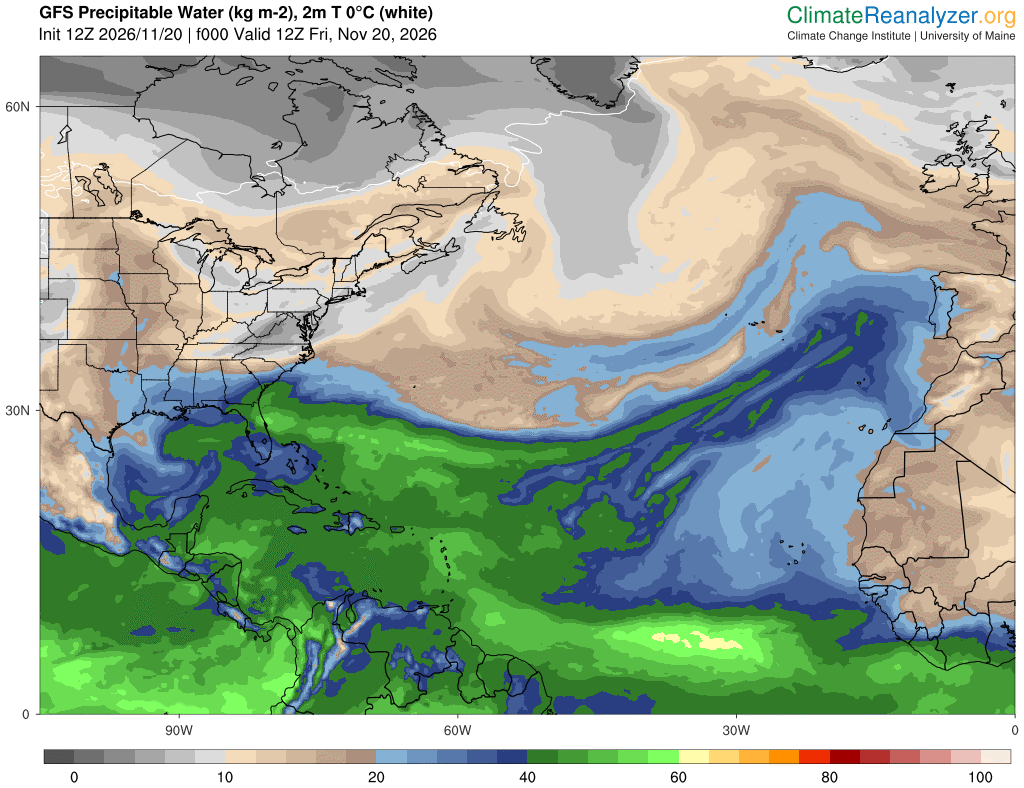 GFS Precipitable Water (kg m-2), 2m T 0°C (white)
Init 12Z 2026/11/20 | f000 Valid 12Z Fri, Nov 20, 2026
ClimateReanalyzer.org
Climate Change Institute | University of Maine
60N
30N
0
90W
60W
30W
0
0
10
20
40
60
80
100